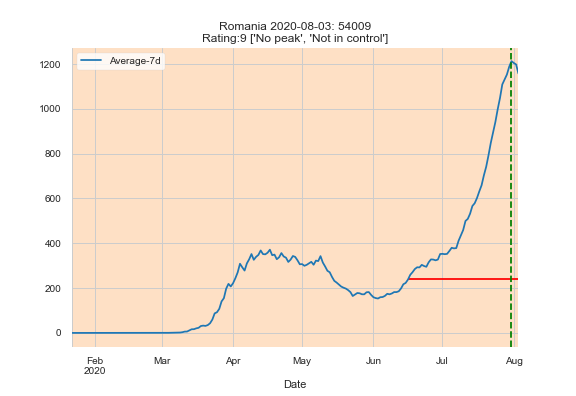 Romania 2020-08-03: 54009
Rating:9 ['No peak', 'Not in control']
Average-7d
1200
1000
800
600
400
200
0
Feb
2020
Mar
Apr
May
Jun
Jul
Aug
Date